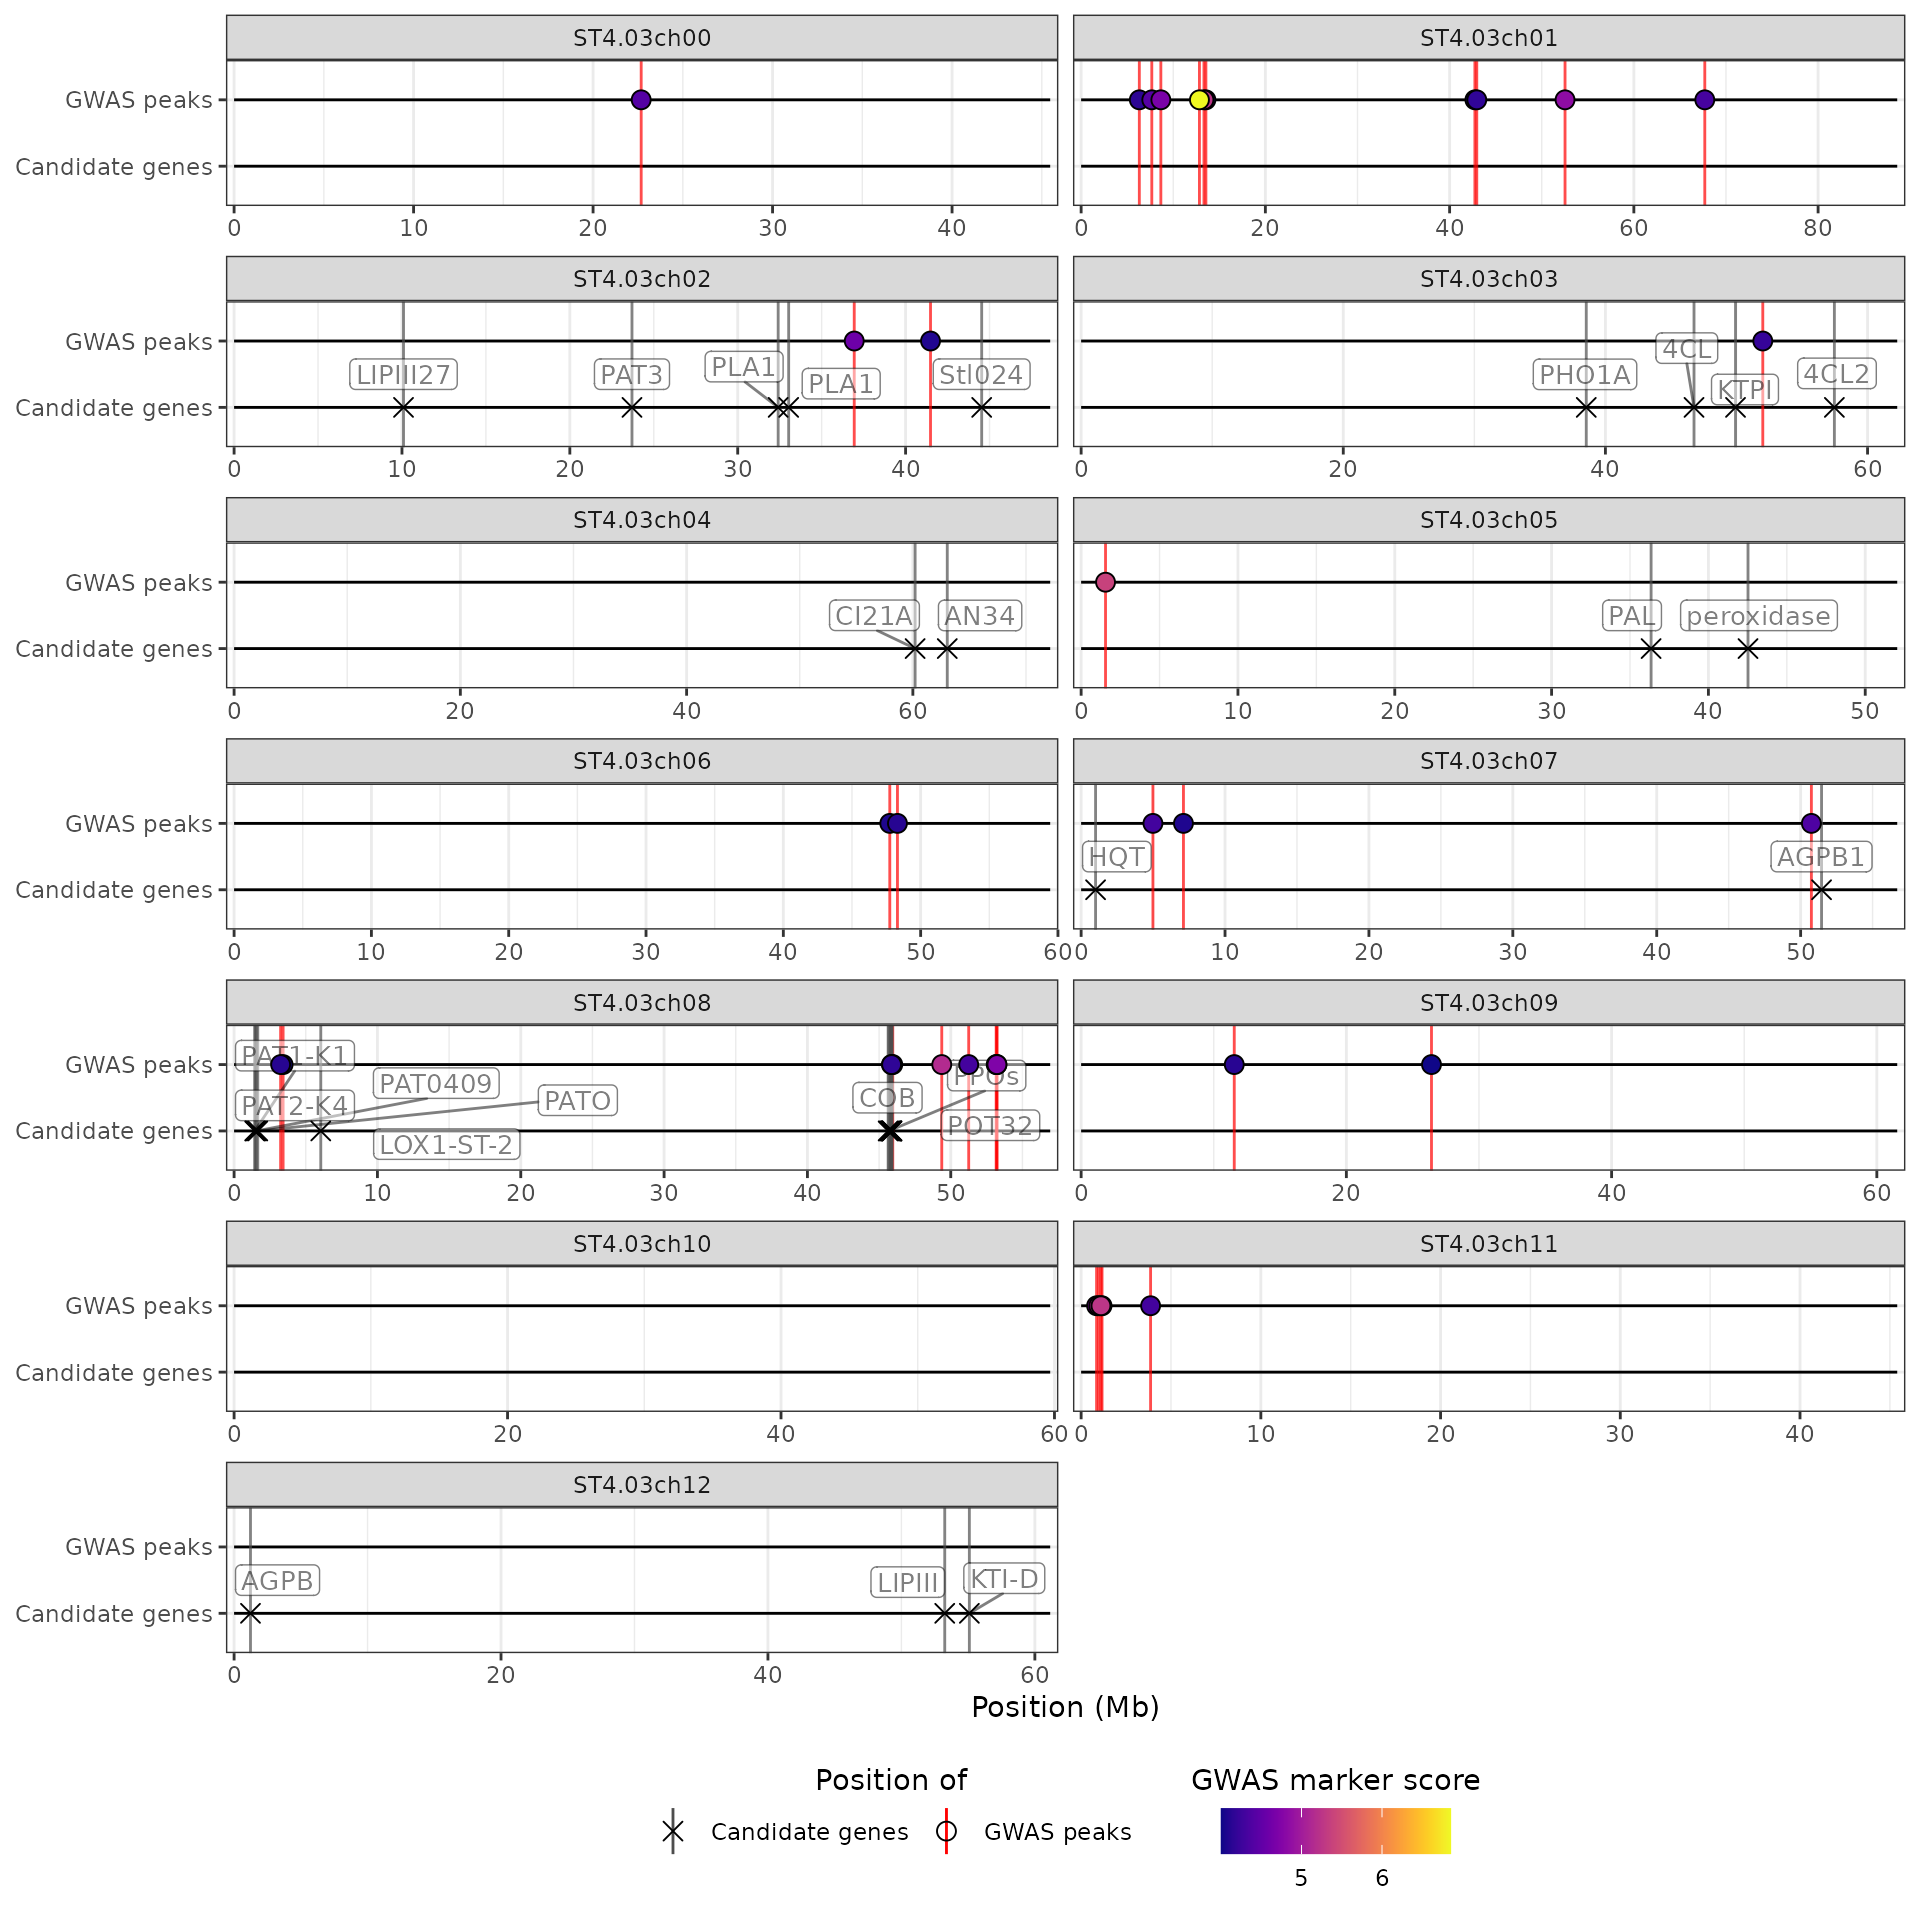 ST4.03ch00
ST4.03ch01
GWAS peaks
Candidate genes
0 10 20 30 40
0 20 40 60 80
ST4.03ch02
ST4.03ch03
GWAS peaks
Candidate genes
LIPIII27
PAT3
PLA1
PLA1
Stl024
PHO1A
4CL
KTPI
4CL2
0 10 20 30 40
0 20 40 60
ST4.03ch04
ST4.03ch05
GWAS peaks
Candidate genes
CI21A
AN34
PAL
peroxidase
0 20 40 60
0 10 20 30 40 50
ST4.03ch06
ST4.03ch07
GWAS peaks
Candidate genes
HQT
AGPB1
0 10 20 30 40 50 60
0 10 20 30 40 50
ST4.03ch08
ST4.03ch09
GWAS peaks
Candidate genes
PAT1-K1
PAT2-K4
PAT0409
PATO
LOX1-ST-2
COB
PPOs
POT32
0 10 20 30 40 50
0 20 40 60
ST4.03ch10
ST4.03ch11
GWAS peaks
Candidate genes
0 20 40 60
0 10 20 30 40
ST4.03ch12
GWAS peaks
Candidate genes
AGPB
LIPIII
KTI-D
0 20 40 60
Position (Mb)
Position of
Candidate genes
GWAS peaks
GWAS marker score
5 6